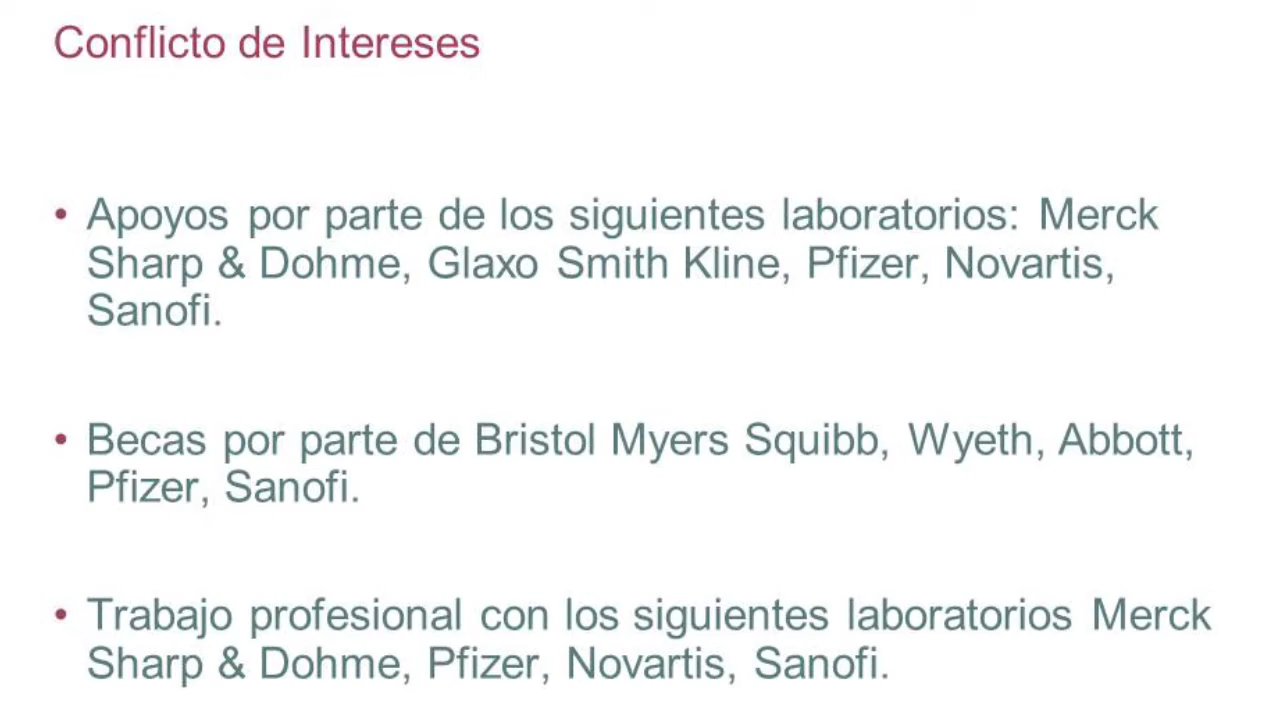 Conflicto de Intereses
• Apoyos por parte de los siguientes laboratorios: Merck
Sharp & Dohme, Glaxo Smith Kline, Pfizer, Novartis,
Sanofi.
• Becas por parte de Bristol Myers Squibb, Wyeth, Abbott,
Pfizer, Sanofi.
• Trabajo profesional con los siguientes laboratorios Merck
Sharp & Dohme, Pfizer, Novartis, Sanofi.